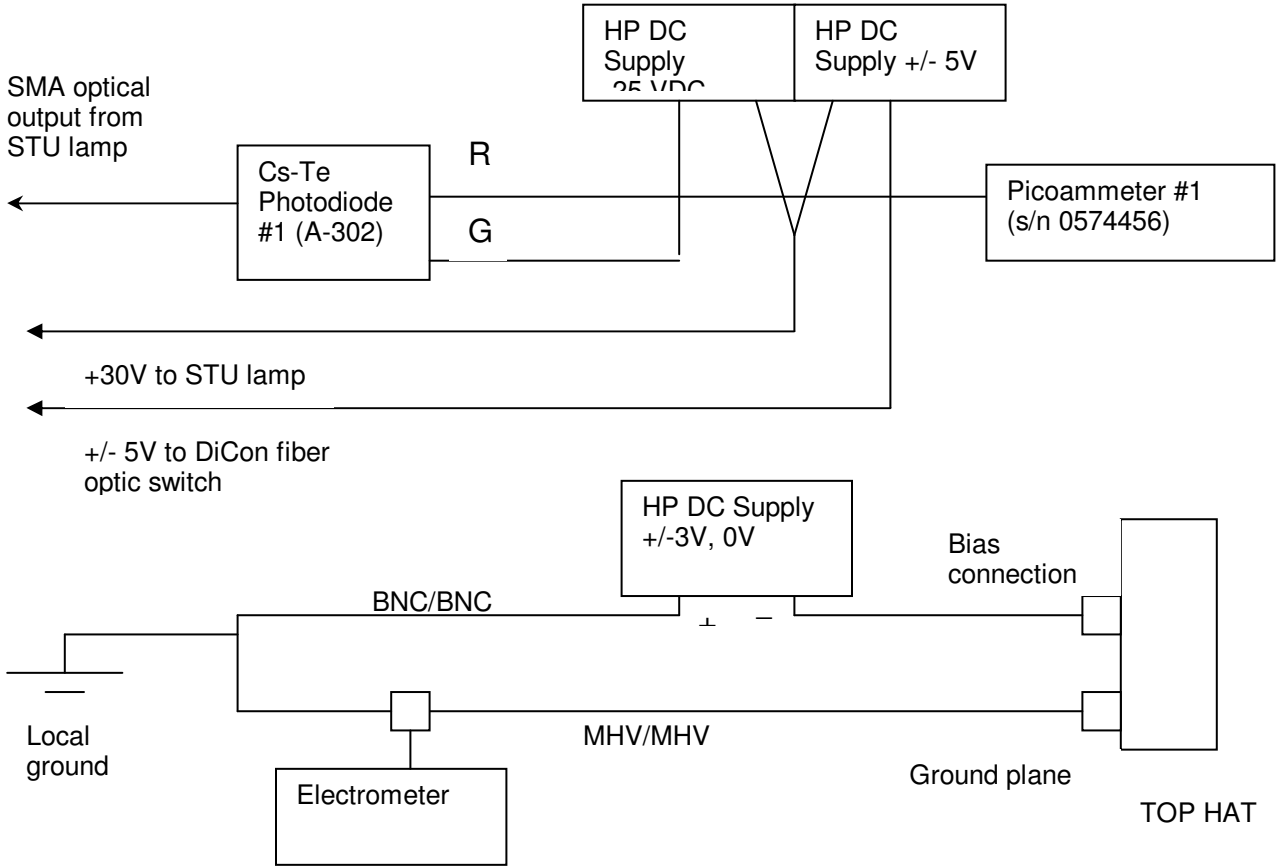 HP DC
Supply
25 VDC
HP DC
Supply +/- 5V
SMA optical
output from
STU lamp
Cs-Te
Photodiode
#1 (A-302)
R
G
Picoammeter #1
(s/n 0574456)
+30V to STU lamp
+/- 5V to DiCon fiber
optic switch
HP DC Supply
+/-3V, 0V
+ –
Bias
connection
BNC/BNC
MHV/MHV
Local
ground
Electrometer
Ground plane
TOP HAT